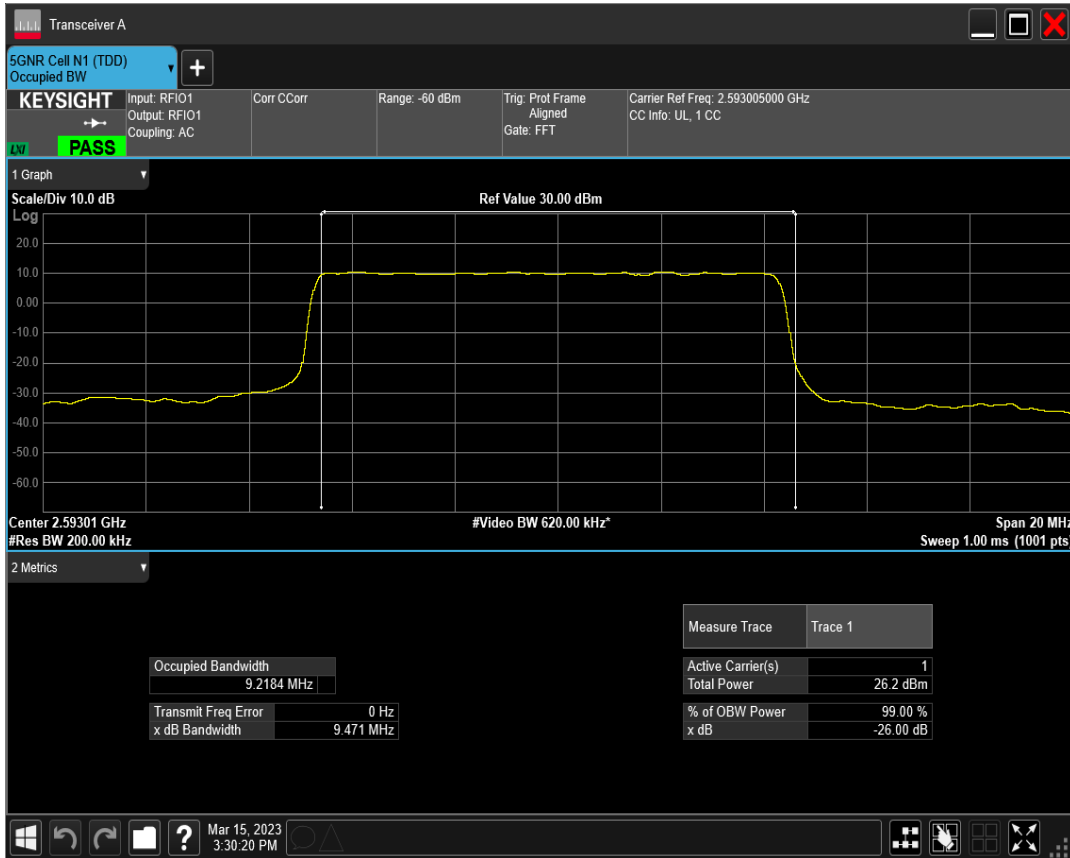 Transceiver A
5GNR Cell N1 (TDD)
Occupied BW
+
KEYSIGHT
LXI
PASS
Input: RFIO1
Output: RFIO1
Coupling: AC
Corr CCorr
Range: -60 dBm
Trig: Prot Frame
Aligned
Gate: FFT
Carrier Ref Freq: 2.593005000 GHz
CC Info: UL, 1 CC
1 Graph
Scale/Div 10.0 dB
Ref Value 30.00 dBm
Log
20.0
10.0
0.00
-10.0
-20.0
-30.0
-40.0
-50.0
-60.0
Center 2.59301 GHz
#Video BW 620.00 kHz*
Span 20 MHz
#Res BW 200.00 kHz
Sweep 1.00 ms (1001 pts)
2 Metrics
Measure Trace Trace 1
Occupied Bandwidth
9.2184 MHz
Active Carrier(s) 1
Total Power 26.2 dBm
Transmit Freq Error 0 Hz
x dB Bandwidth 9.471 MHz
% of OBW Power 99.00 %
x dB -26.00 dB
?
Mar 15, 2023
3:30:20 PM